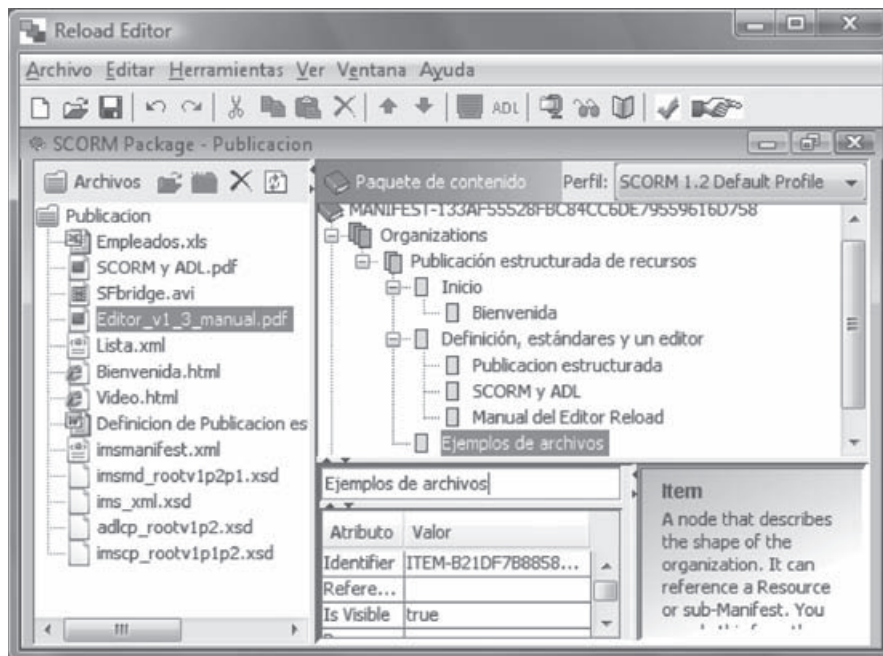 Reload Editor
Archivo Editar Herramientas Ver Ventana Ayuda
ADL
SCORM Package - Publicacion
Archivos
Publicacion
Empleados.xls
SCORM y ADL.pdf
SFbridge.avi
Editor_v1_3_manual.pdf
Lista.xml
Bienvenida.html
Video.html
Definicion de Publicacion es
imsmanifest.xml
imsmd_rootv1p2p1.xsd
ims_xml.xsd
adlcp_rootv1p2.xsd
imscp_rootv1p1p2.xsd
Paquete de contenido Perfil: SCORM 1.2 Default Profile
MANIFEST-133AF55528FBC84CC6DE79559616D758
Organizations
Publicación estructurada de recursos
Inicio
Bienvenida
Definición, estándares y un editor
Publicacion estructurada
SCORM y ADL
Manual del Editor Reload
Ejemplos de archivos
Ejemplos de archivos
Atributo Valor
Identifier ITEM-B21DF7B8858...
Refere...
Is Visible true
Item
A node that describes
the shape of the
organization. It can
reference a Resource
or sub-Manifest. You